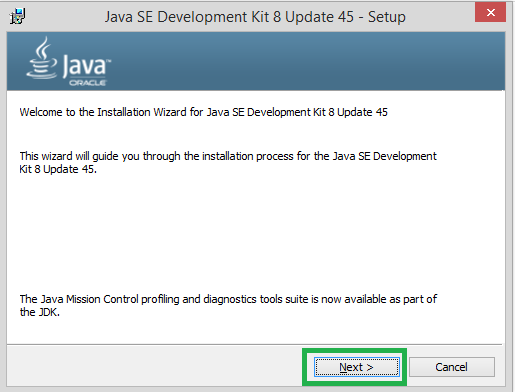 Java SE Development Kit 8 Update 45 - Setup
Java™
ORACLE
Welcome to the Installation Wizard for Java SE Development Kit 8 Update 45
This wizard will guide you through the installation process for the Java SE Development
Kit 8 Update 45.
The Java Mission Control profiling and diagnostics tools suite is now available as part of
the JDK.
Next > Cancel